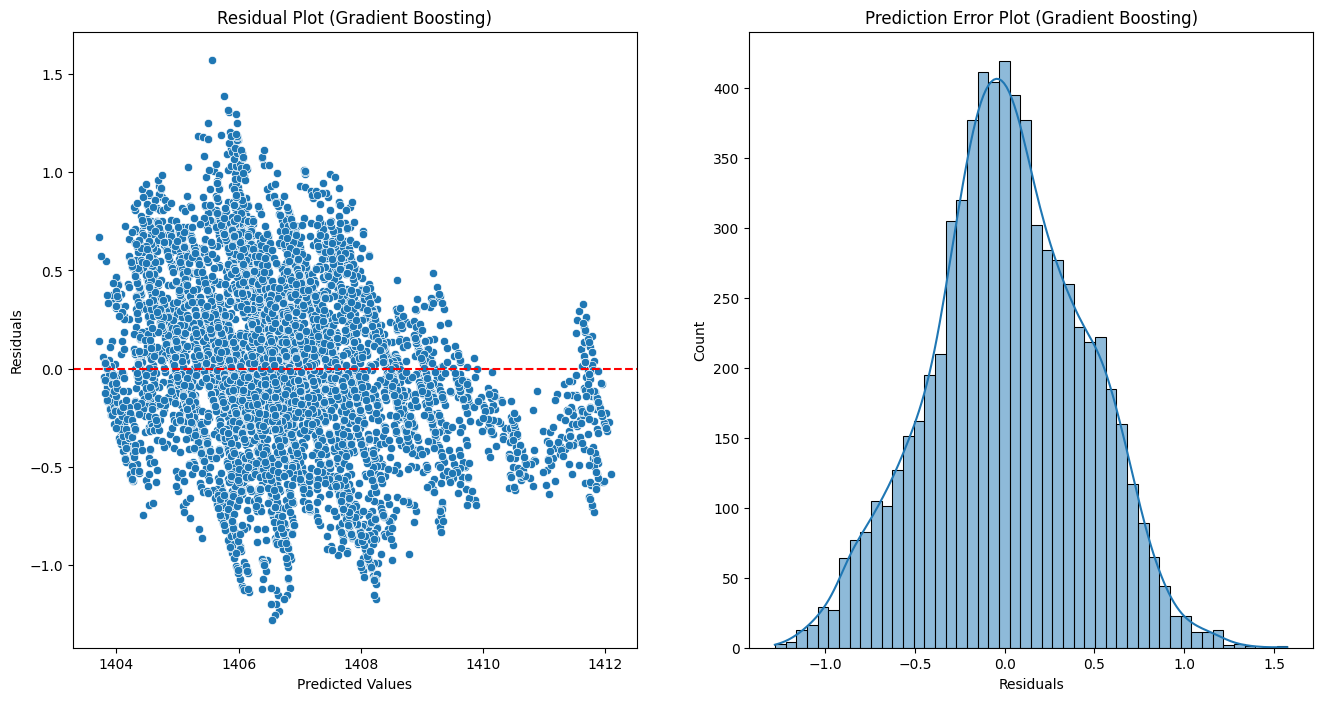 Residual Plot (Gradient Boosting)
Residuals
1.5
1.0
0.5
0.0
−0.5
−1.0
1404 1406 1408 1410 1412
Predicted Values
Prediction Error Plot (Gradient Boosting)
Count
400
350
300
250
200
150
100
50
0
−1.0 −0.5 0.0 0.5 1.0 1.5
Residuals